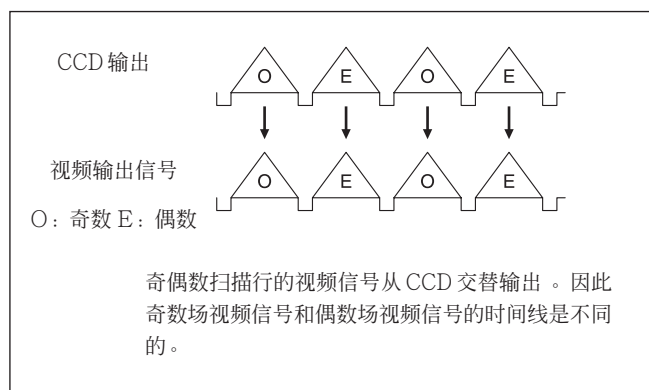 CCD 输出
O E O E
视频输出信号
O E O E
O：奇数 E：偶数
奇偶数扫描行的视频信号从 CCD 交替输出 。因此
奇数场视频信号和偶数场视频信号的时间线是不同
的。